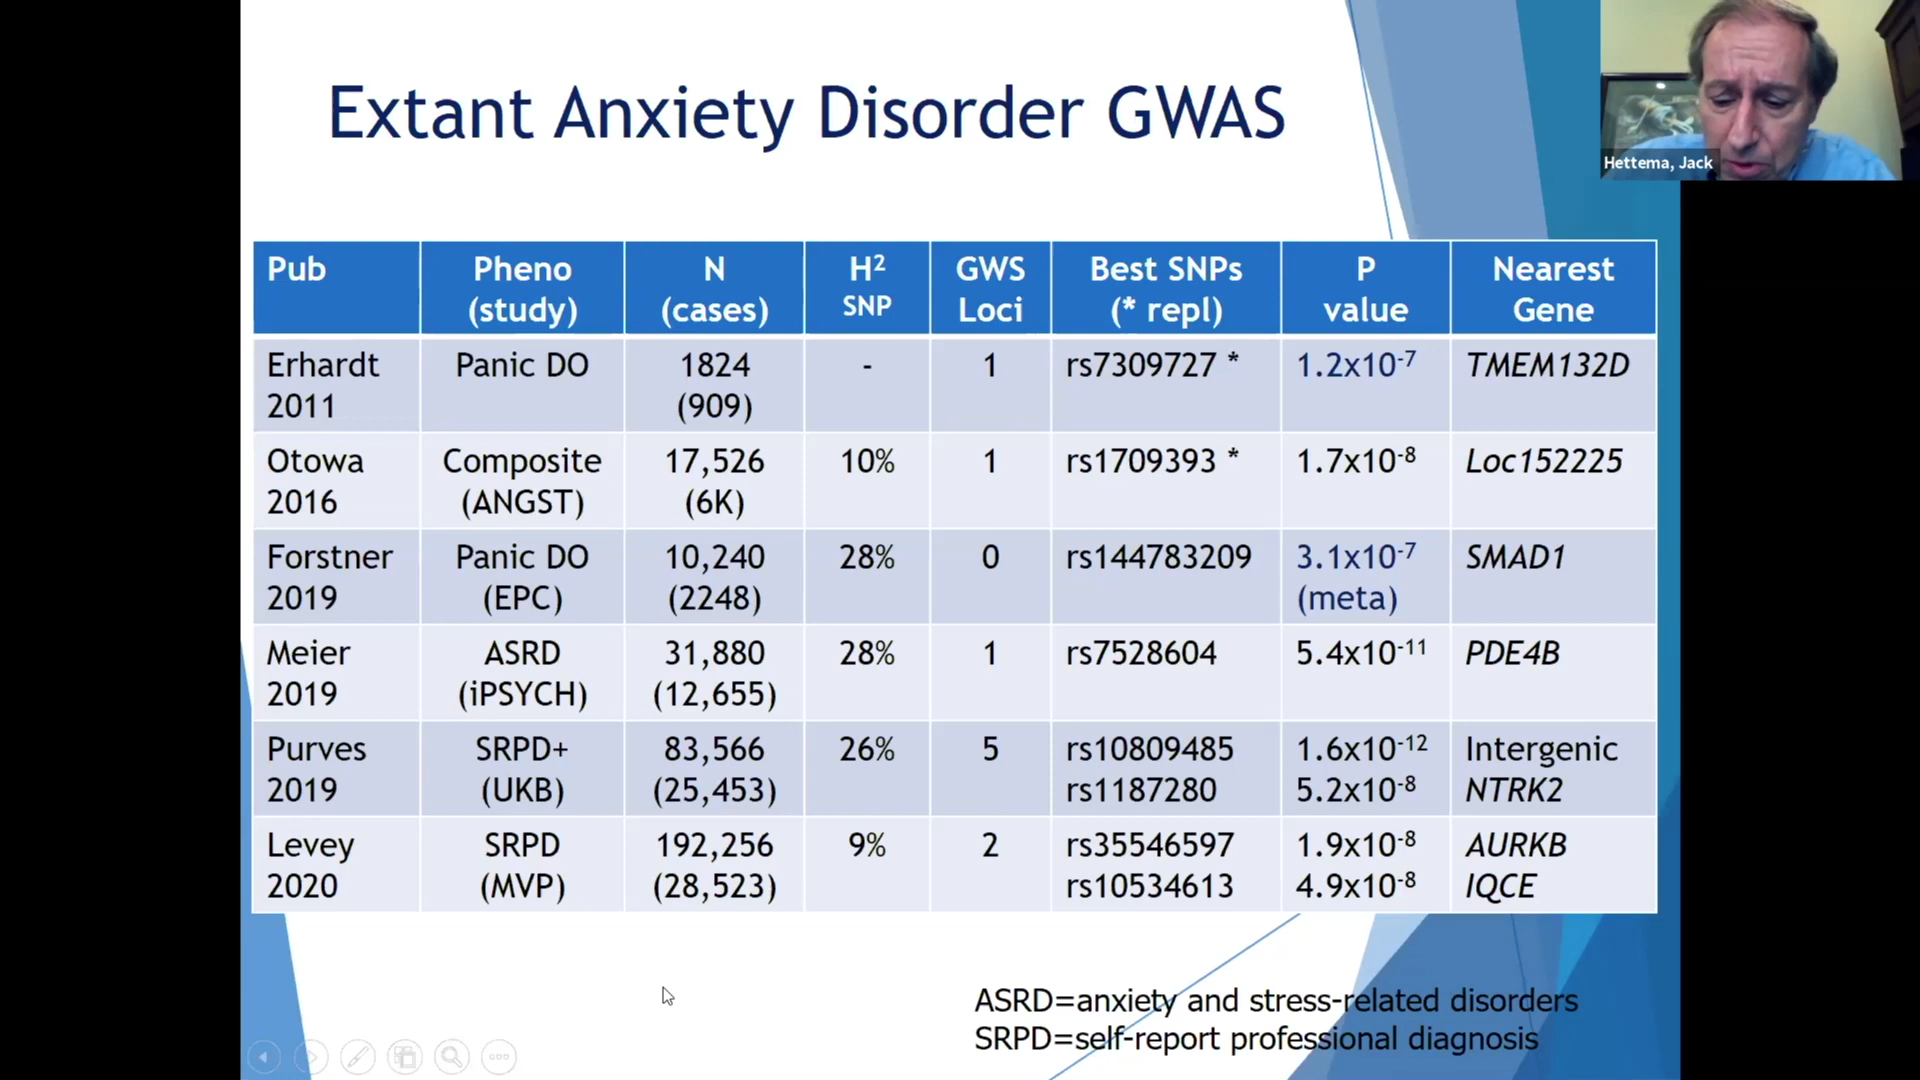 Extant Anxiety Disorder GWAS
Hettema, Jack
Pub Pheno (study) N (cases) H² SNP GWS Loci Best SNPs (* repl) P value Nearest Gene
Erhardt 2011 Panic DO 1824 (909) - 1 rs7309727 * 1.2x10⁻⁷ TMEM132D
Otowa 2016 Composite (ANGST) 17,526 (6K) 10% 1 rs1709393 * 1.7x10⁻⁸ Loc152225
Forstner 2019 Panic DO (EPC) 10,240 (2248) 28% 0 rs144783209 3.1x10⁻⁷ (meta) SMAD1
Meier 2019 ASRD (iPSYCH) 31,880 (12,655) 28% 1 rs7528604 5.4x10⁻¹¹ PDE4B
Purves 2019 SRPD+ (UKB) 83,566 (25,453) 26% 5 rs10809485 rs1187280 1.6x10⁻¹² 5.2x10⁻⁸ Intergenic NTRK2
Levey 2020 SRPD (MVP) 192,256 (28,523) 9% 2 rs35546597 rs10534613 1.9x10⁻⁸ 4.9x10⁻⁸ AURKB IQCE
ASRD=anxiety and stress-related disorders
SRPD=self-report professional diagnosis